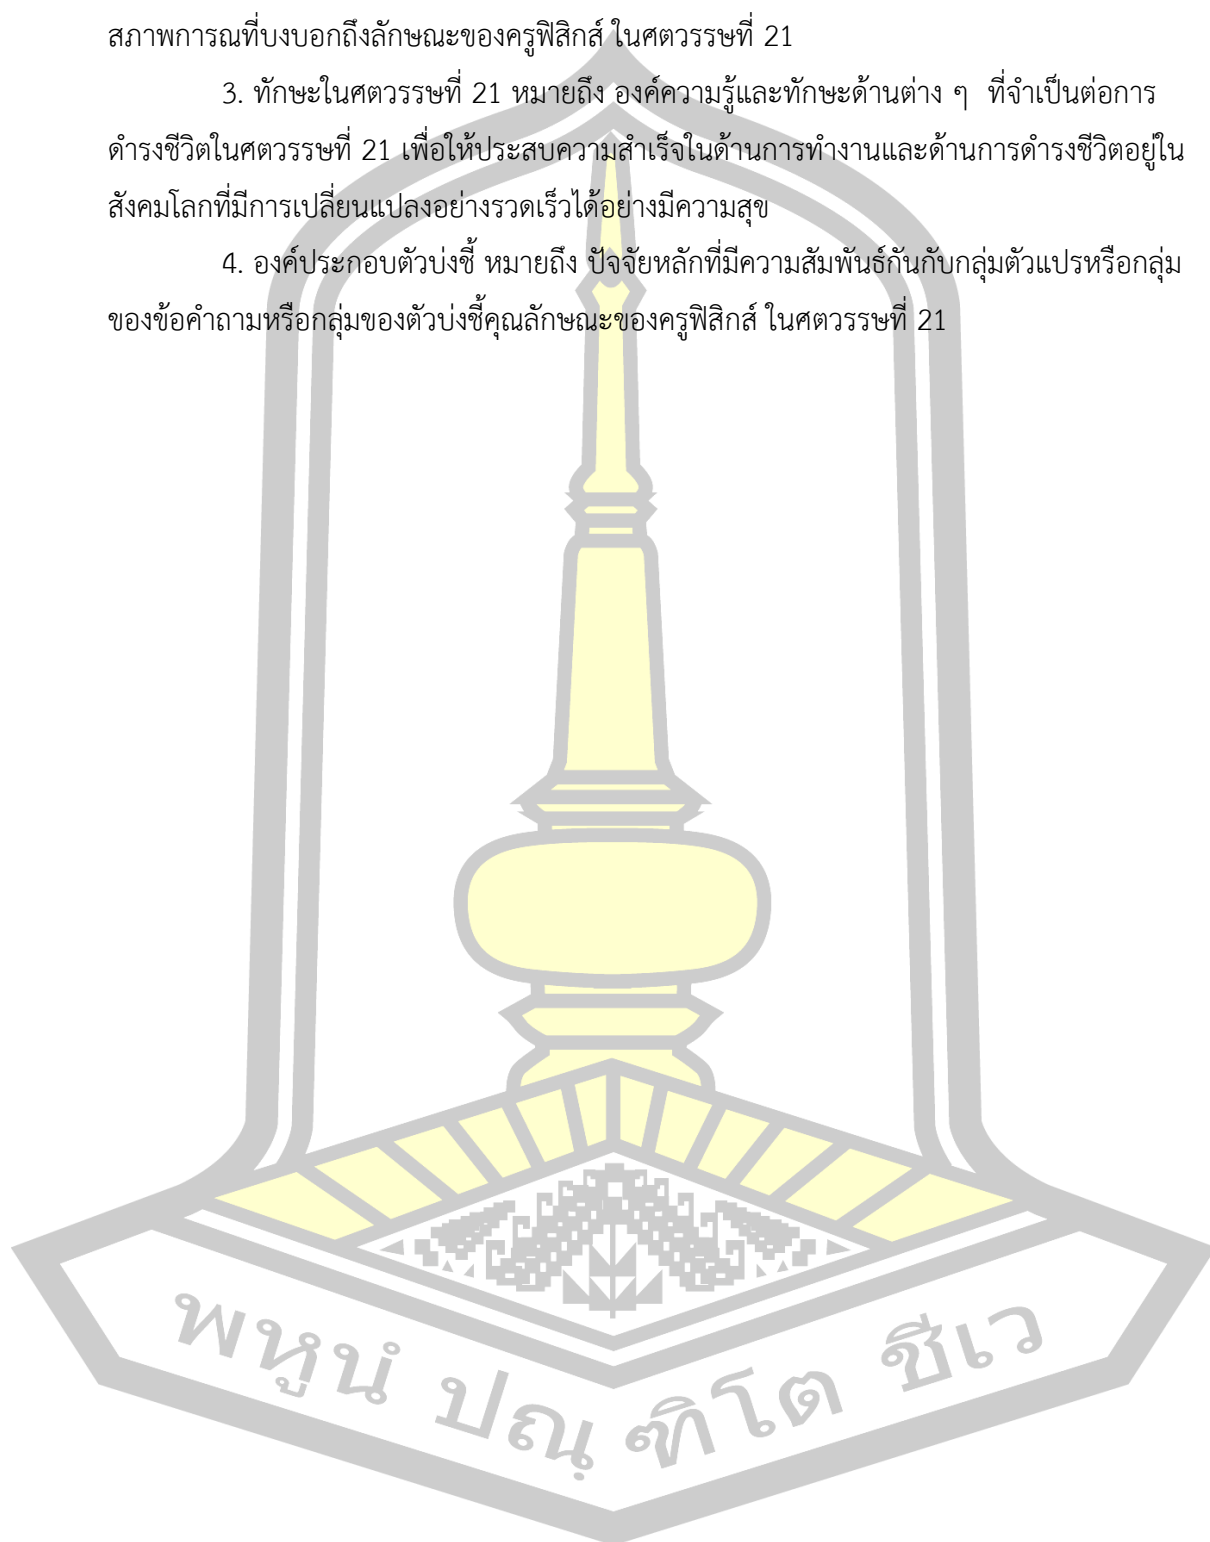 สภาพการณที่บงบอกถึงลักษณะของครูฟิสิกส์ ในศตวรรษที่ 21
3. ทักษะในศตวรรษที่ 21 หมายถึง องค์ความรู้และทักษะด้านต่าง ๆ ที่จำเป็นต่อการ
ดำรงชีวิตในศตวรรษที่ 21 เพื่อให้ประสบความสำเร็จในด้านการทำงานและด้านการดำรงชีวิตอยู่ใน
สังคมโลกที่มีการเปลี่ยนแปลงอย่างรวดเร็วได้อย่างมีความสุข
4. องค์ประกอบตัวบ่งชี้ หมายถึง ปัจจัยหลักที่มีความสัมพันธ์กันกับกลุ่มตัวแปรหรือกลุ่ม
ของข้อคำถามหรือกลุ่มของตัวบ่งชี้คุณลักษณะของครูฟิสิกส์ ในศตวรรษที่ 21
พหูนํ ปณฺฑิโต ชีเว